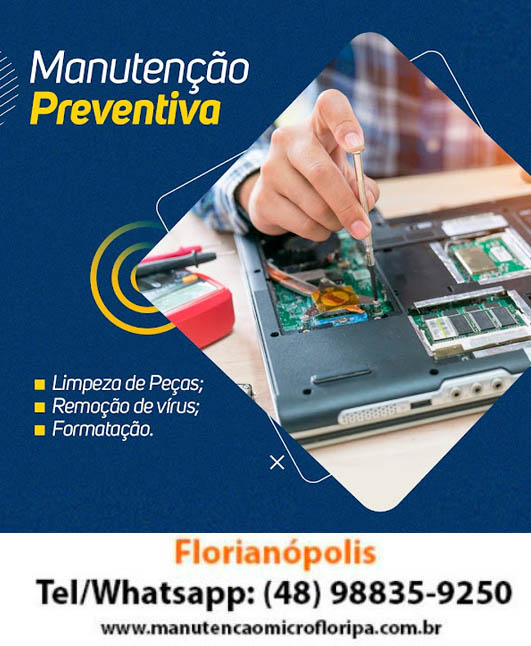 Manutenção
Preventiva
Limpeza de Peças;
Remoção de vírus;
Formatação.
Florianópolis
Tel/Whatsapp: (48) 98835-9250
www.manutencaomicrofloripa.com.br